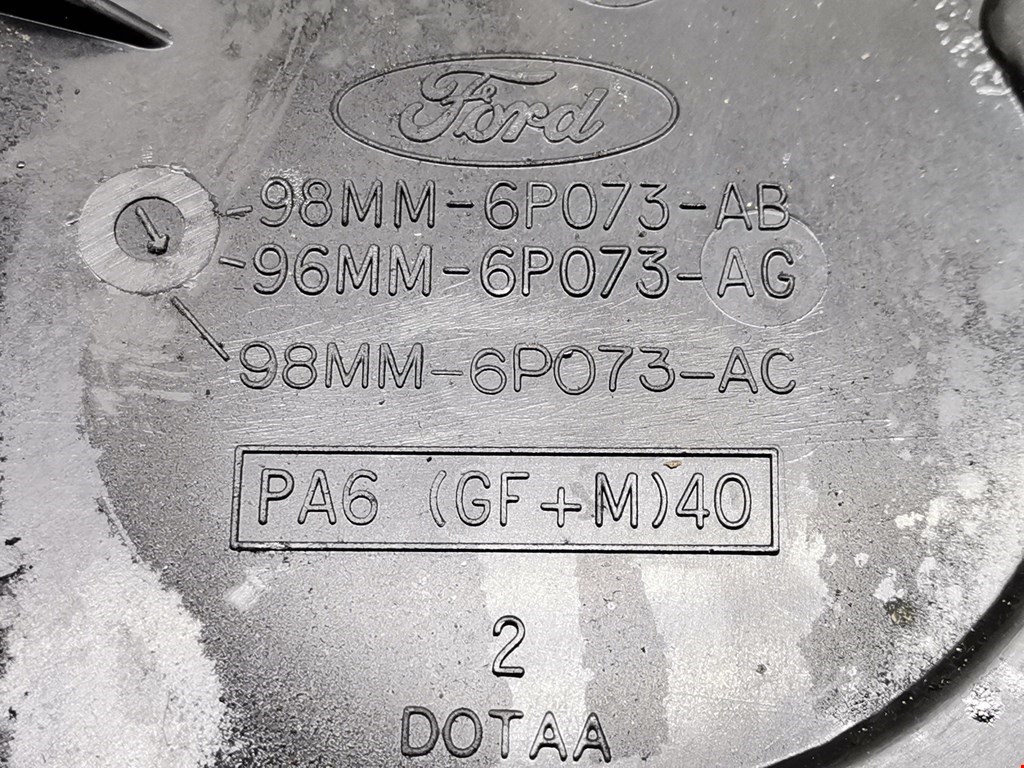 Ford
98MM-6P073-AB
96MM-6P073-AG
98MM-6P073-AC
PA6 (GF+M)40
2
DOTAA